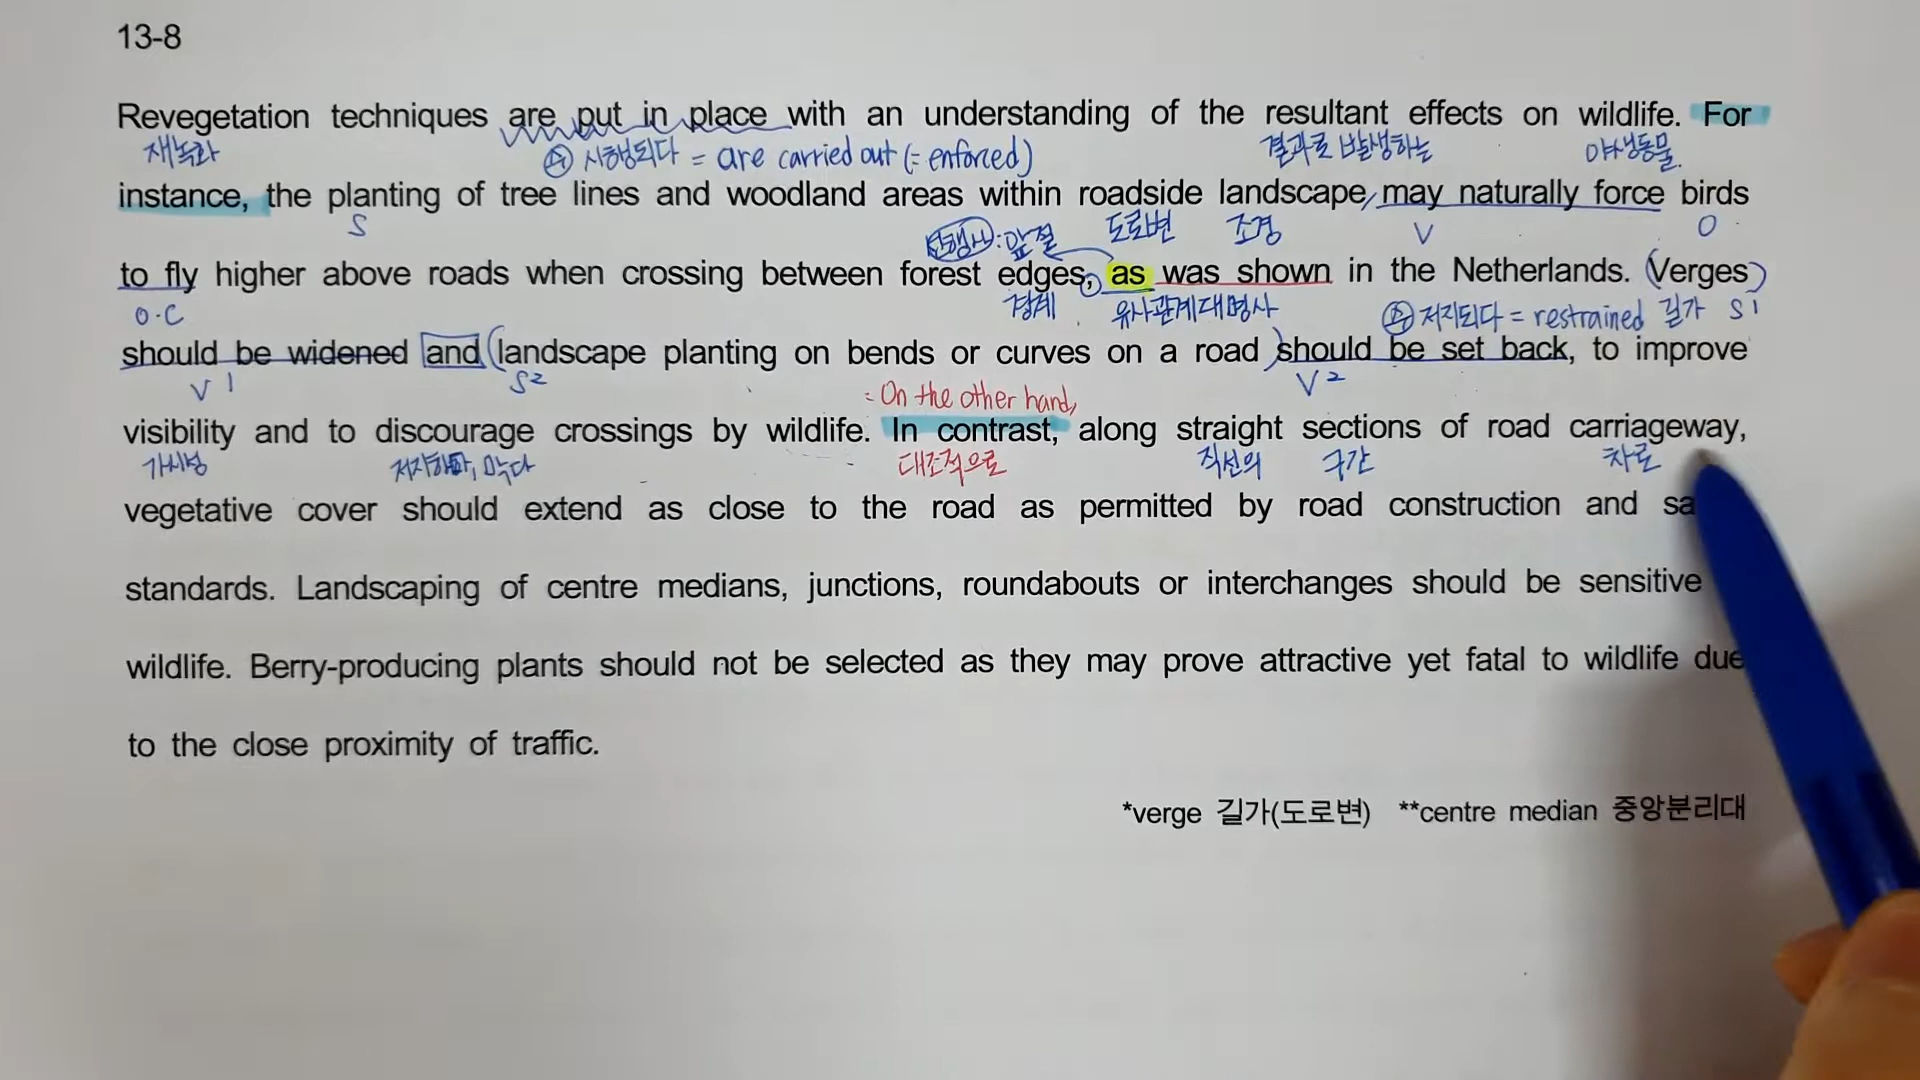 13-8
Revegetation techniques are put in place with an understanding of the resultant effects on wildlife. For
재녹화 수 시행되다 = are carried out (= enforced) 결과로 발생하는 야생동물.
instance, the planting of tree lines and woodland areas within roadside landscape, may naturally force birds
S 선행사: 앞절 도로변 조경 V O
to fly higher above roads when crossing between forest edges, as was shown in the Netherlands. (Verges)
O·C 경계 유사관계대명사 수 저지되다 = restrained 길가 S1
should be widened and (landscape planting on bends or curves on a road) should be set back, to improve
V1 S2 V2
= On the other hand,
visibility and to discourage crossings by wildlife. In contrast, along straight sections of road carriageway,
가시성 저지하다, 막다 대조적으로 직선의 구간 차로
vegetative cover should extend as close to the road as permitted by road construction and sa
standards. Landscaping of centre medians, junctions, roundabouts or interchanges should be sensitive
wildlife. Berry-producing plants should not be selected as they may prove attractive yet fatal to wildlife due
to the close proximity of traffic.
*verge 길가(도로변) **centre median 중앙분리대